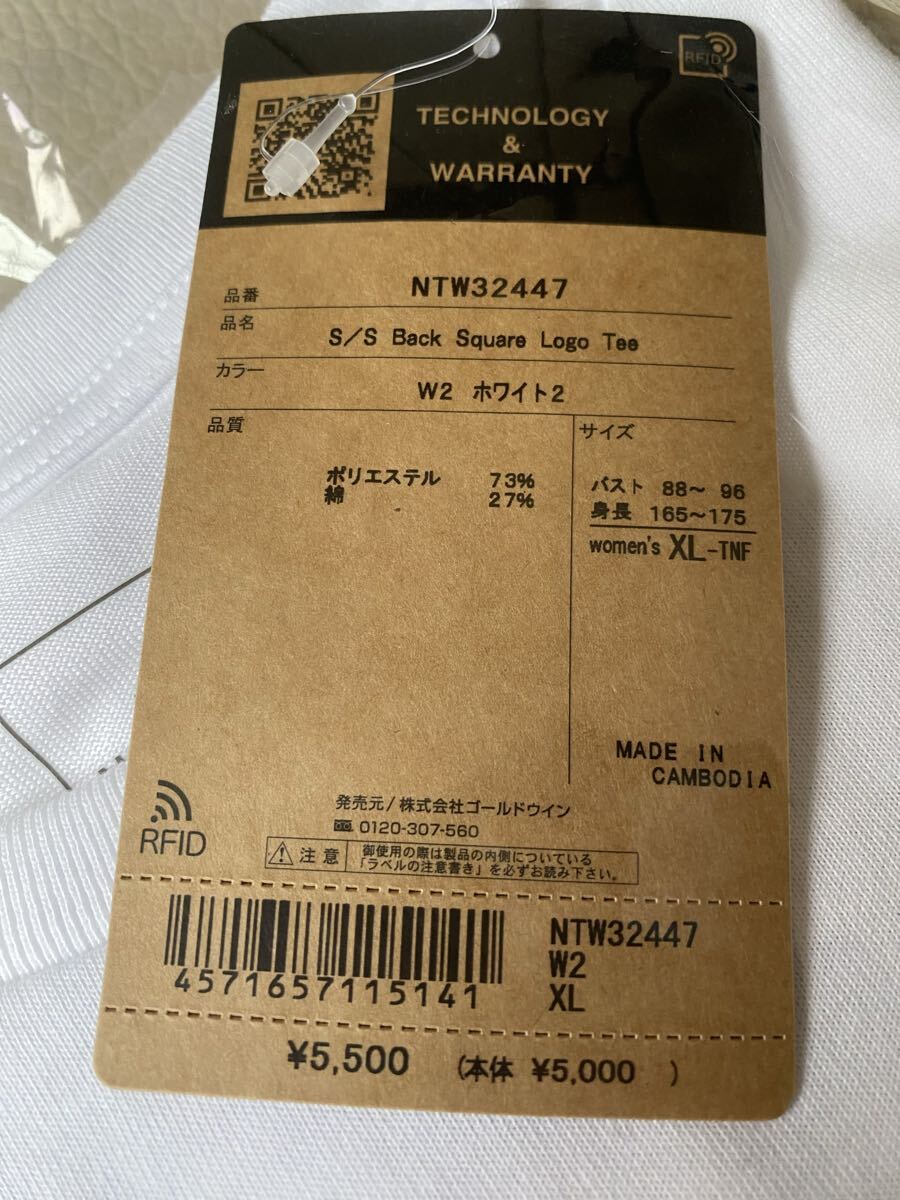 RFID
TECHNOLOGY
&
WARRANTY
品番 NTW32447
品名 S/S Back Square Logo Tee
カラー W2 ホワイト2
品質
ポリエステル 73%
綿 27%
サイズ
バスト 88~ 96
身長 165~175
women's XL-TNF
MADE IN
CAMBODIA
RFID
発売元/株式会社ゴールドウイン
0120-307-560
注意 御使用の際は製品の内側についている
「ラベルの注意書き」を必ずお読み下さい。
4571657115141
NTW32447
W2
XL
¥5,500 (本体 ¥5,000 )